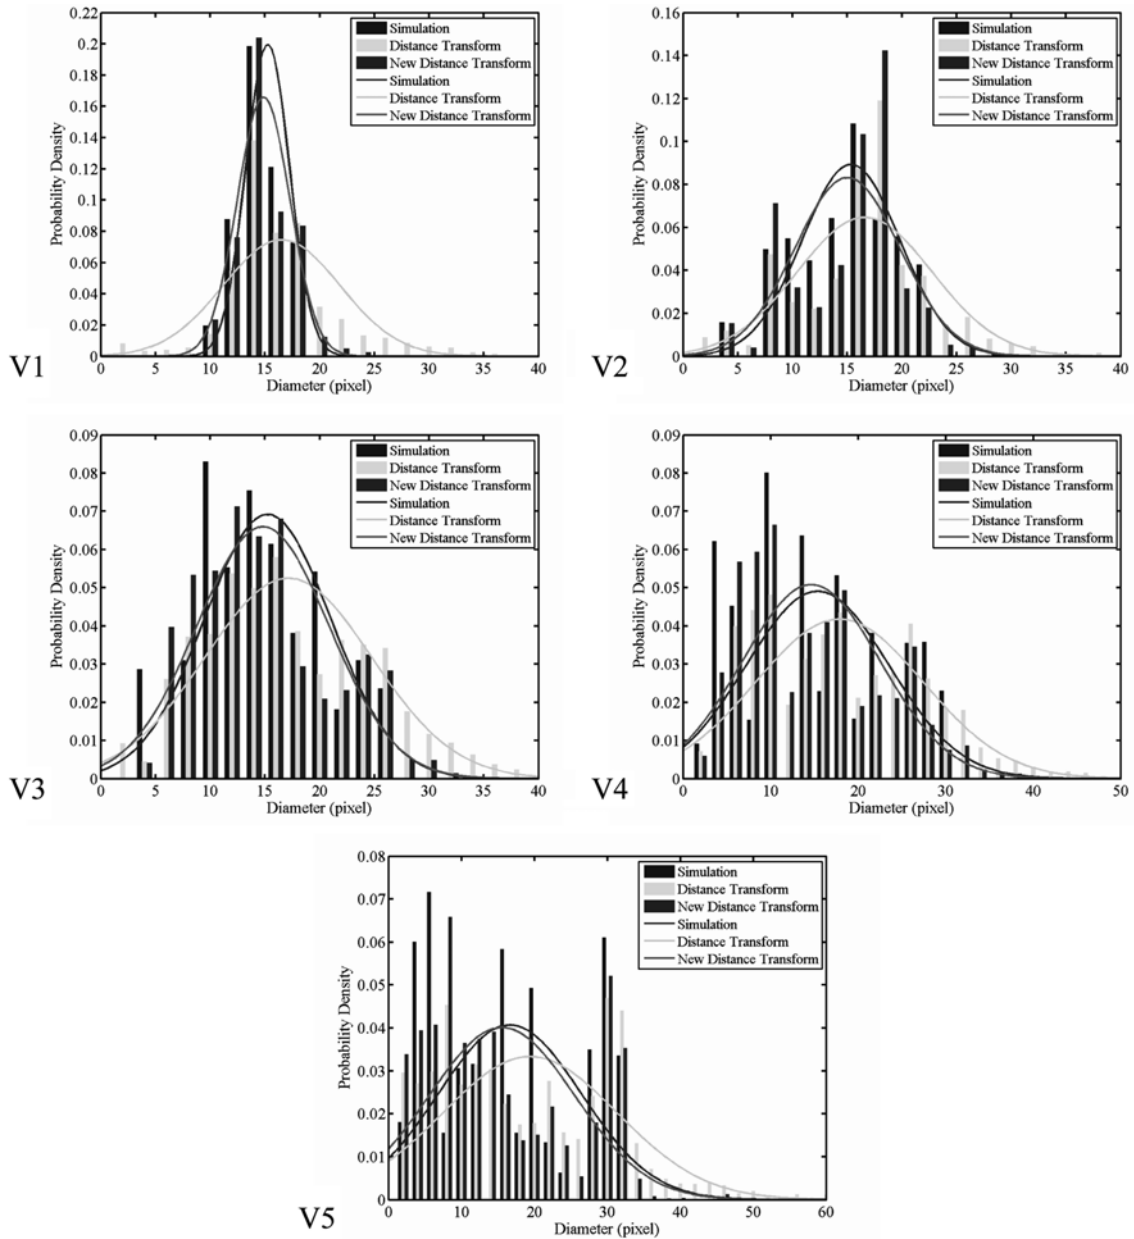 0.22
0.2
0.18
0.16
0.14
0.12
0.1
0.08
0.06
0.04
0.02
0
Probability Density
Simulation
Distance Transform
New Distance Transform
Simulation
Distance Transform
New Distance Transform
0 5 10 15 20 25 30 35 40
Diameter (pixel)
V1
0.16
0.14
0.12
0.1
0.08
0.06
0.04
0.02
0
Probability Density
Simulation
Distance Transform
New Distance Transform
Simulation
Distance Transform
New Distance Transform
0 5 10 15 20 25 30 35 40
Diameter (pixel)
V2
0.09
0.08
0.07
0.06
0.05
0.04
0.03
0.02
0.01
0
Probability Density
Simulation
Distance Transform
New Distance Transform
Simulation
Distance Transform
New Distance Transform
0 5 10 15 20 25 30 35 40
Diameter (pixel)
V3
0.09
0.08
0.07
0.06
0.05
0.04
0.03
0.02
0.01
0
Probability Density
Simulation
Distance Transform
New Distance Transform
Simulation
Distance Transform
New Distance Transform
0 10 20 30 40 50
Diameter (pixel)
V4
0.08
0.07
0.06
0.05
0.04
0.03
0.02
0.01
0
Probability Density
Simulation
Distance Transform
New Distance Transform
Simulation
Distance Transform
New Distance Transform
0 10 20 30 40 50 60
Diameter (pixel)
V5